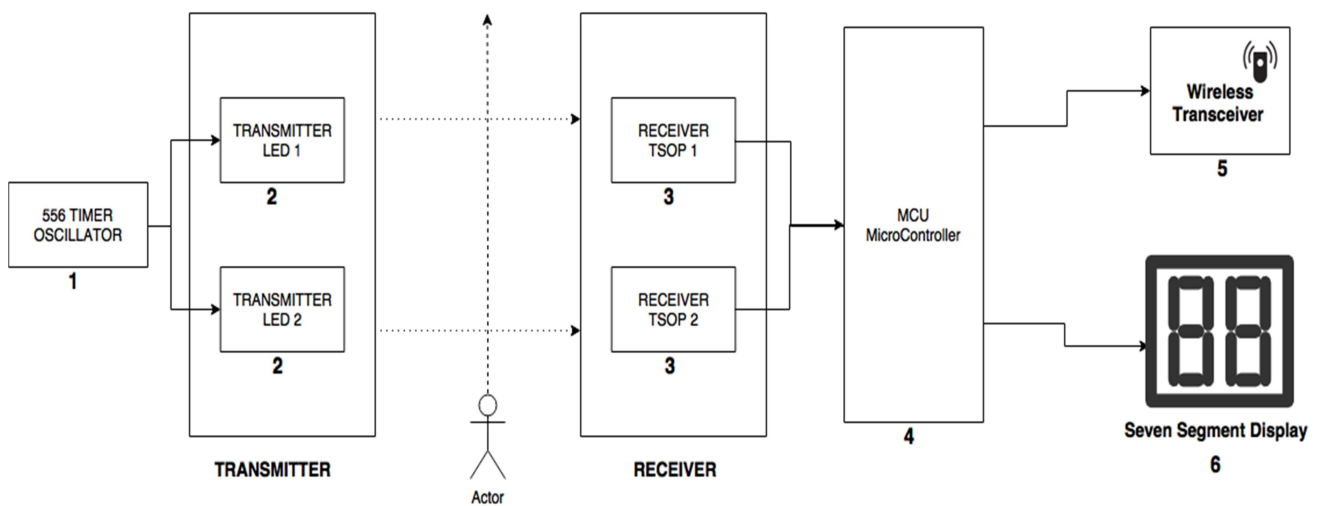 556 TIMER
OSCILLATOR
1
TRANSMITTER
LED 1
2
TRANSMITTER
LED 2
2
TRANSMITTER
Actor
RECEIVER
TSOP 1
3
RECEIVER
TSOP 2
3
RECEIVER
MCU
MicroController
4
Wireless
Transceiver
5
88
Seven Segment Display
6